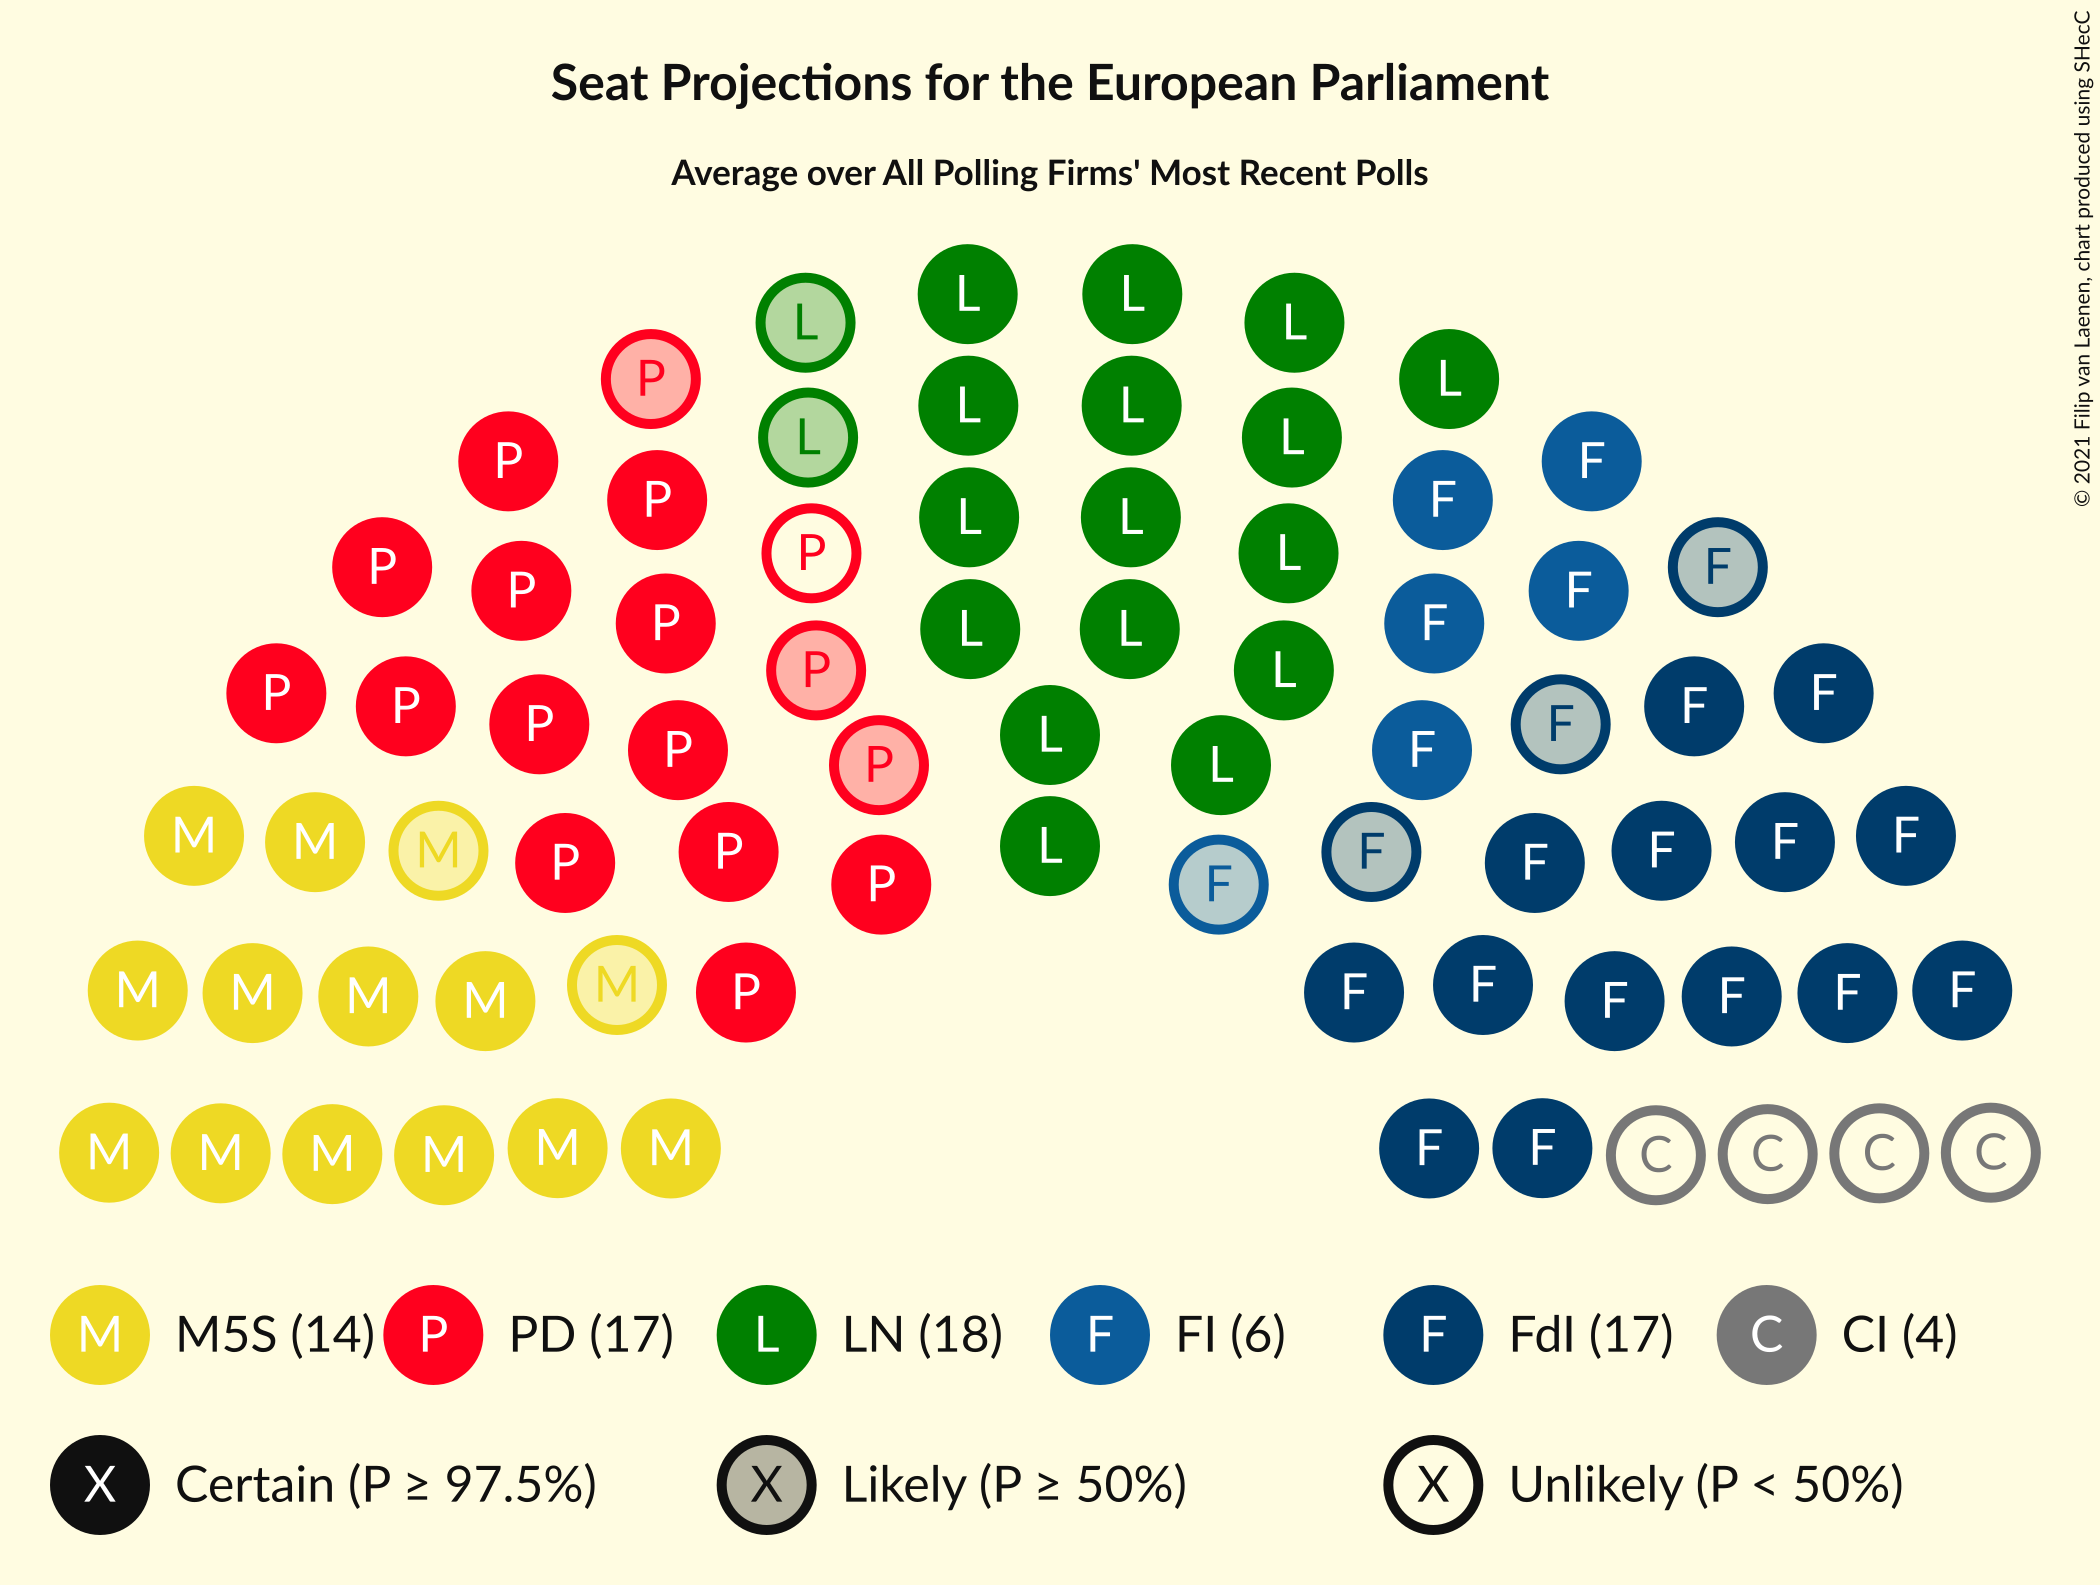 Seat Projections for the European Parliament
Average over All Polling Firms' Most Recent Polls
© 2021 Filip van Laenen, chart produced using SHecC
L L
L L
P L
L L
L L
P F
P L
P F
P L L
P F F
P P
L L
P F
P F
P L
P P F F
P F
P F
L
P L
M M F F
L
M P F
P F F
P F
M M F F
M M M M F F F F
M M M M M M F F C C C C
M M5S (14) P PD (17) L LN (18) F FI (6) F FdI (17) C CI (4)
X Certain (P ≥ 97.5%) X Likely (P ≥ 50%) X Unlikely (P < 50%)